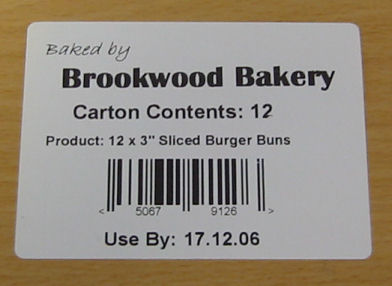 Baked by
Brookwood Bakery
Carton Contents: 12
Product: 12 x 3" Sliced Burger Buns
< 5067 9126 >
Use By: 17.12.06